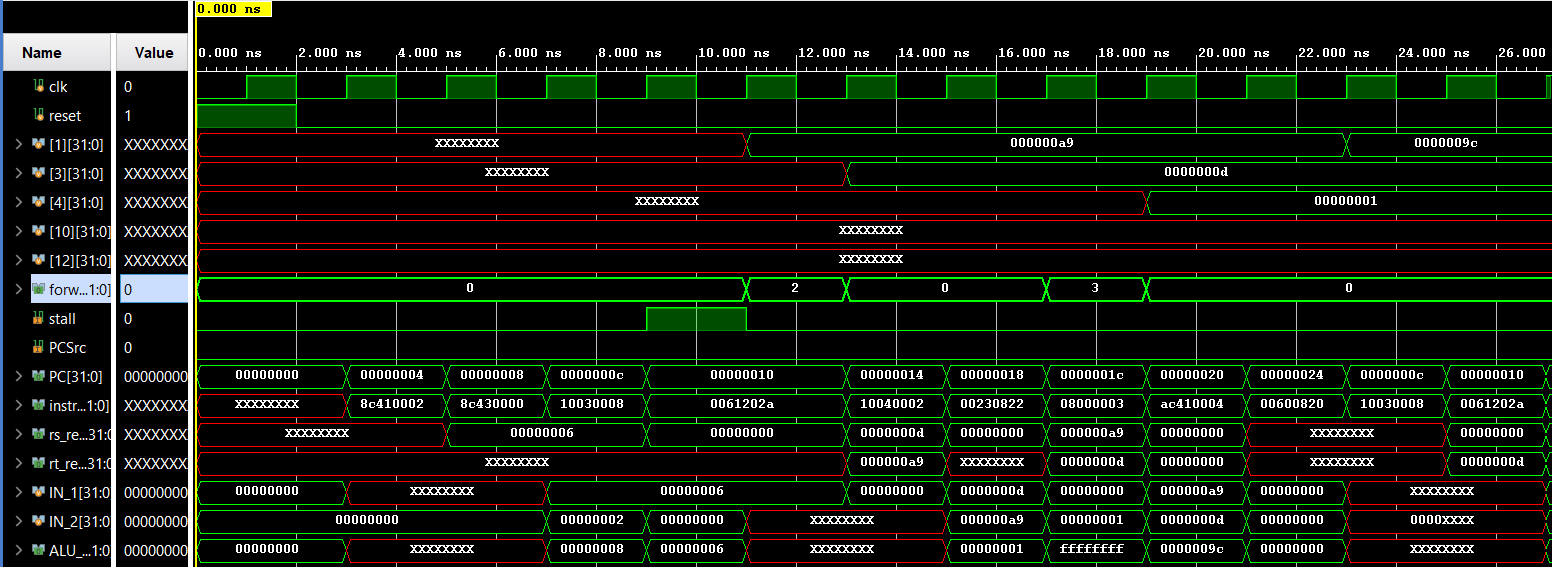 0.000 ns
Name Value
0.000 ns 2.000 ns 4.000 ns 6.000 ns 8.000 ns 10.000 ns 12.000 ns 14.000 ns 16.000 ns 18.000 ns 20.000 ns 22.000 ns 24.000 ns 26.000
clk 0
reset 1
[1][31:0] XXXXXXXX XXXXXXXX 000000a9 0000009c
[3][31:0] XXXXXXXX XXXXXXXX 0000000d
[4][31:0] XXXXXXXX XXXXXXXX 00000001
[10][31:0] XXXXXXXX XXXXXXXX
[12][31:0] XXXXXXXX XXXXXXXX
forw...1:0] 0 0 2 0 3 0
stall 0
PCSrc 0
PC[31:0] 00000000 00000000 00000004 00000008 0000000c 00000010 00000014 00000018 0000001c 00000020 00000024 0000000c 00000010
instr...1:0] XXXXXXXX XXXXXXXX 8c410002 8c430000 10030008 0061202a 10040002 00230822 08000003 ac410004 00600820 10030008 0061202a
rs_re...31:0] XXXXXXXX XXXXXXXX 00000006 00000000 0000000d 00000000 000000a9 00000000 XXXXXXXX 00000000
rt_re...31:0] XXXXXXXX XXXXXXXX 000000a9 XXXXXXXX 0000000d 00000000 XXXXXXXX 0000000d
IN_1[31:0] 00000000 00000000 XXXXXXXX 00000006 00000000 0000000d 00000000 000000a9 00000000 XXXXXXXX
IN_2[31:0] 00000000 00000000 00000002 00000000 XXXXXXXX 000000a9 00000001 0000000d 00000000 0000XXXX
ALU_...1:0] 00000000 00000000 XXXXXXXX 00000008 00000006 XXXXXXXX 00000001 ffffffff 0000009c 00000000 XXXXXXXX